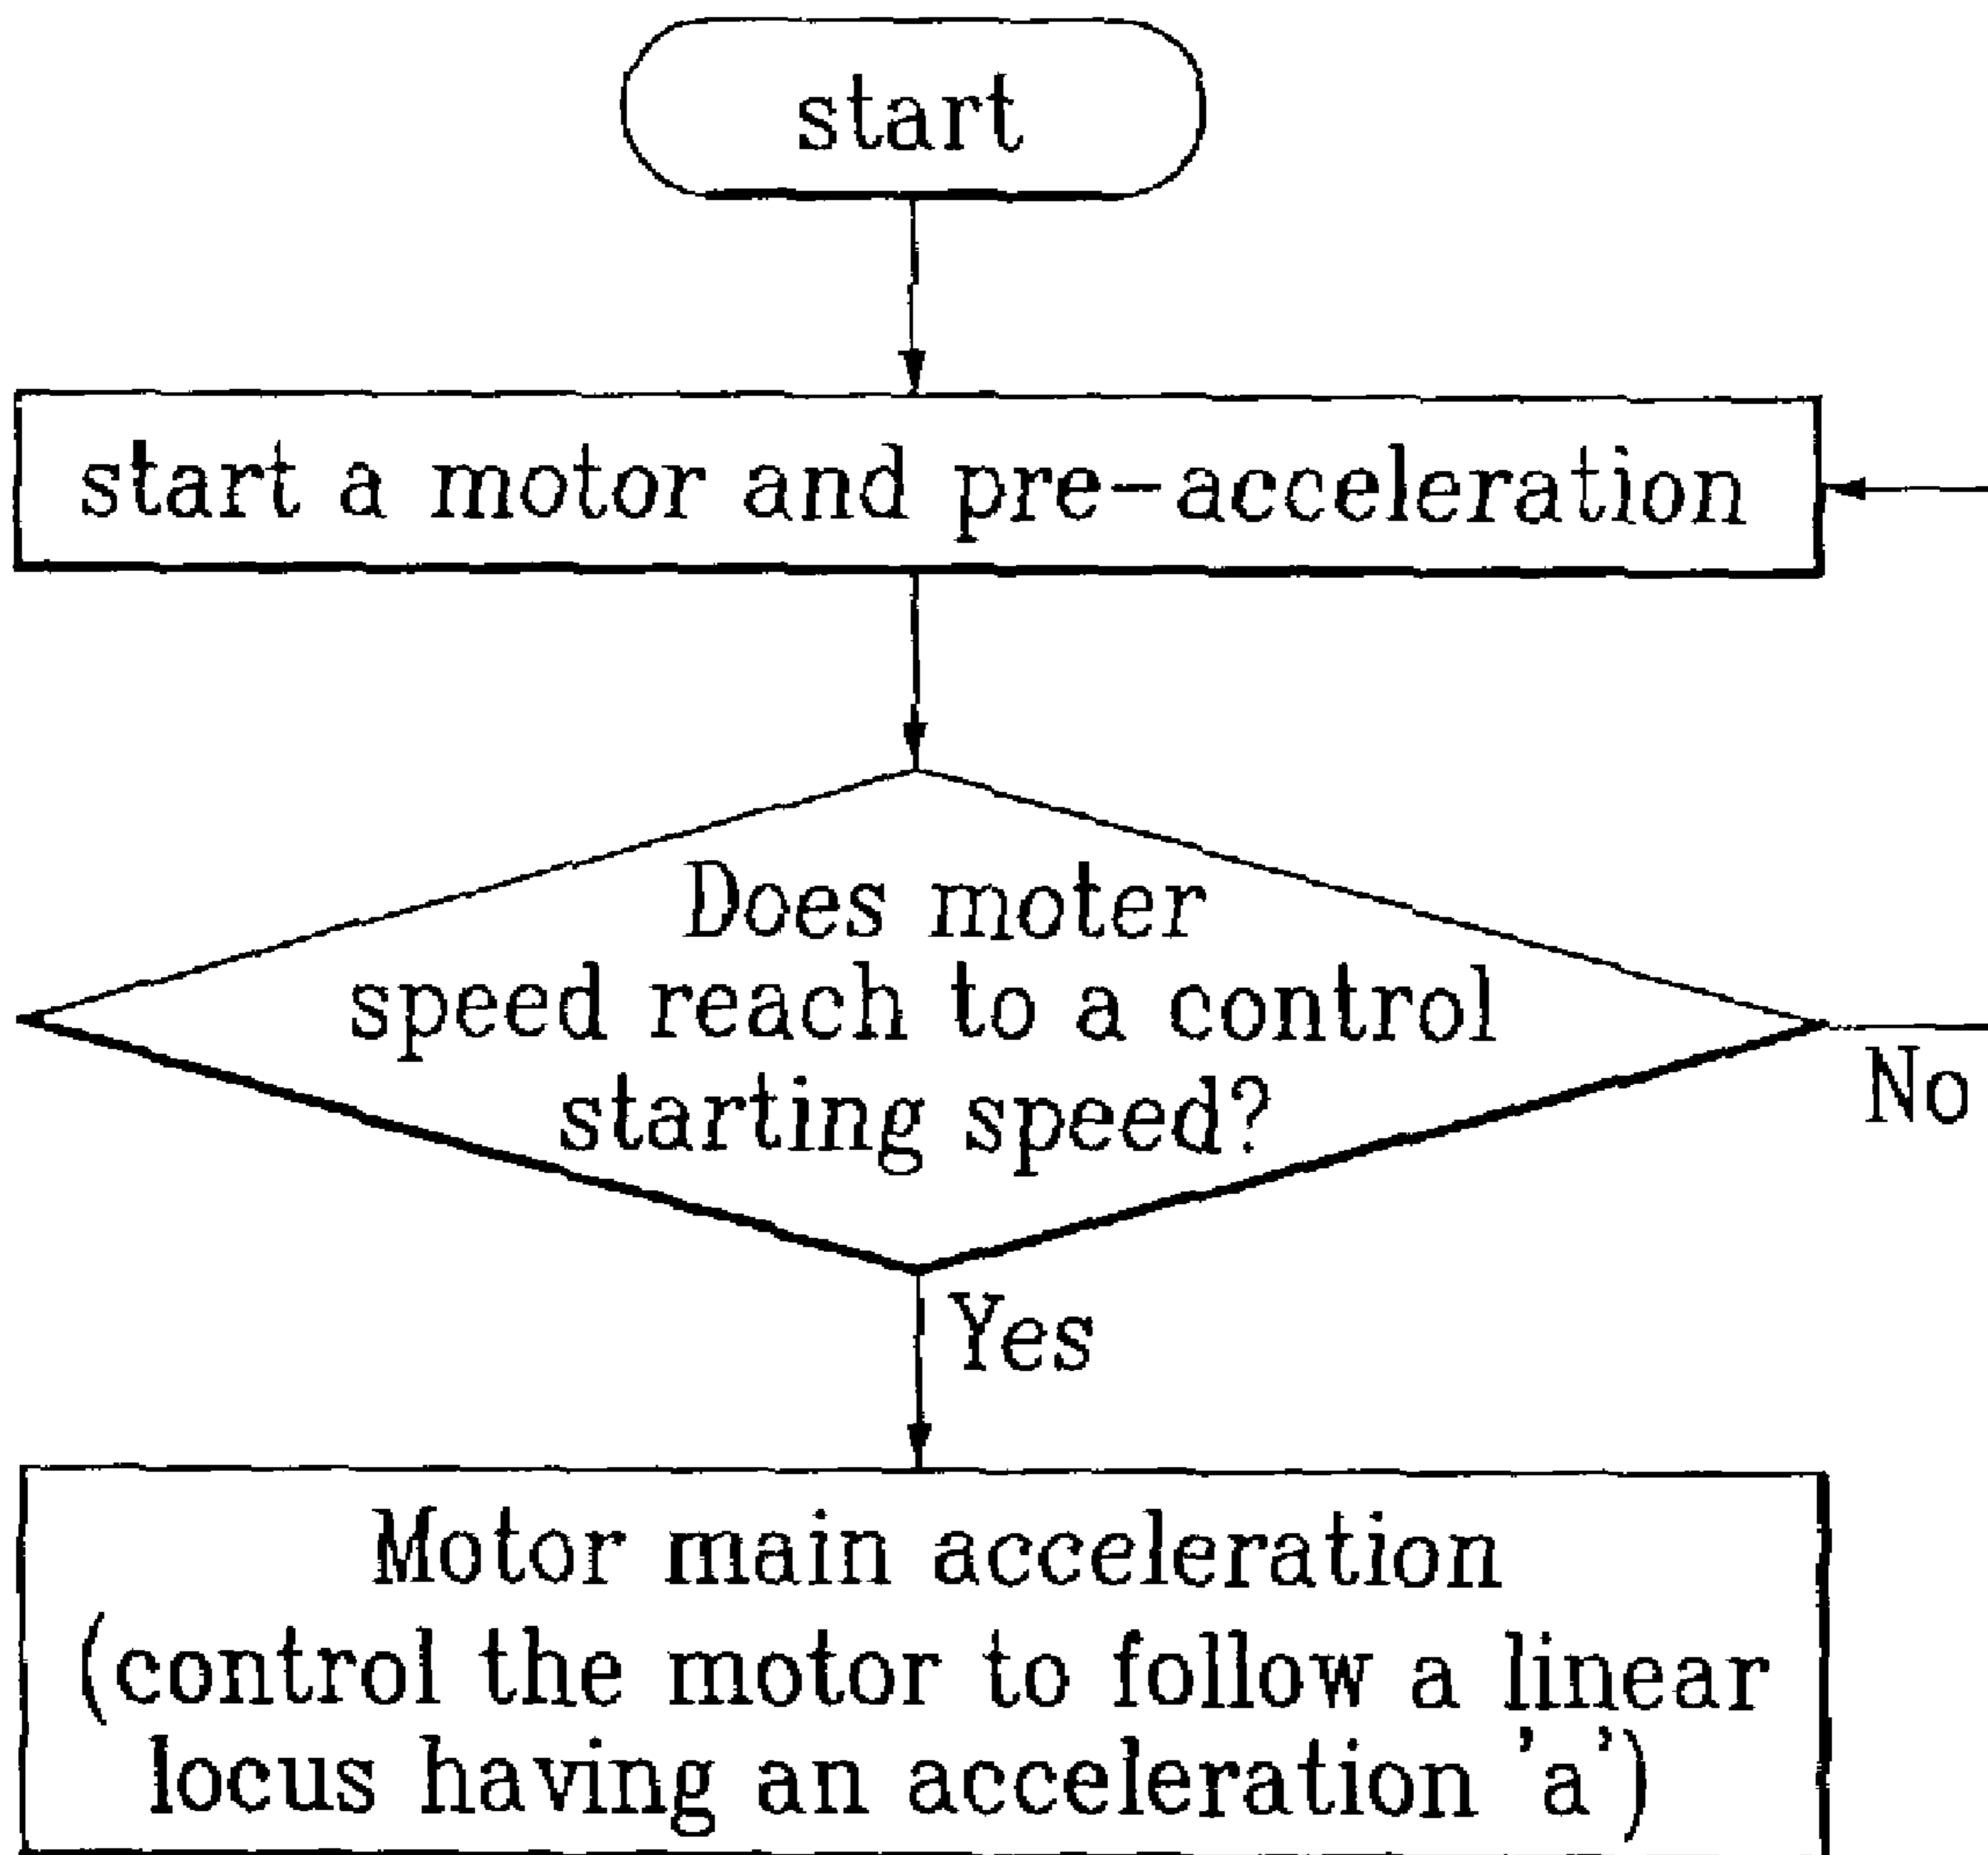 start
start a motor and pre-acceleration
Does moter
speed reach to a control
starting speed?
No
Yes
Motor main acceleration
(control the motor to follow a linear
locus having an acceleration 'a')